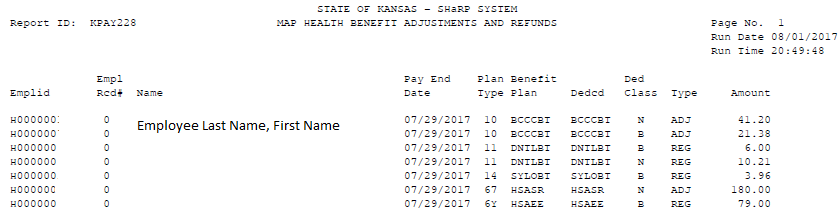 STATE OF KANSAS - SHARP SYSTEM
Report ID: KPAY228 MAP HEALTH BENEFIT ADJUSTMENTS AND REFUNDS Page No. 1
Run Date 08/01/2017
Run Time 20:49:48
Empl Pay End Plan Benefit Ded
Emplid Rcd# Name Date Type Plan Dedcd Class Type Amount
H000000 0 07/29/2017 10 BCCCBT BCCCBT N ADJ 41.20
Employee Last Name, First Name
H000000 0 07/29/2017 10 BCCCBT BCCCBT B ADJ 21.38
H000000 0 07/29/2017 11 DNTLBT DNTLBT B REG 6.00
H000000 0 07/29/2017 11 DNTLBT DNTLBT N REG 10.21
H000000 0 07/29/2017 14 SYLOBT SYLOBT B REG 3.96
H000000 0 07/29/2017 67 HSASR HSASR N ADJ 180.00
H000000 0 07/29/2017 6Y HSAEE HSAEE B REG 79.00